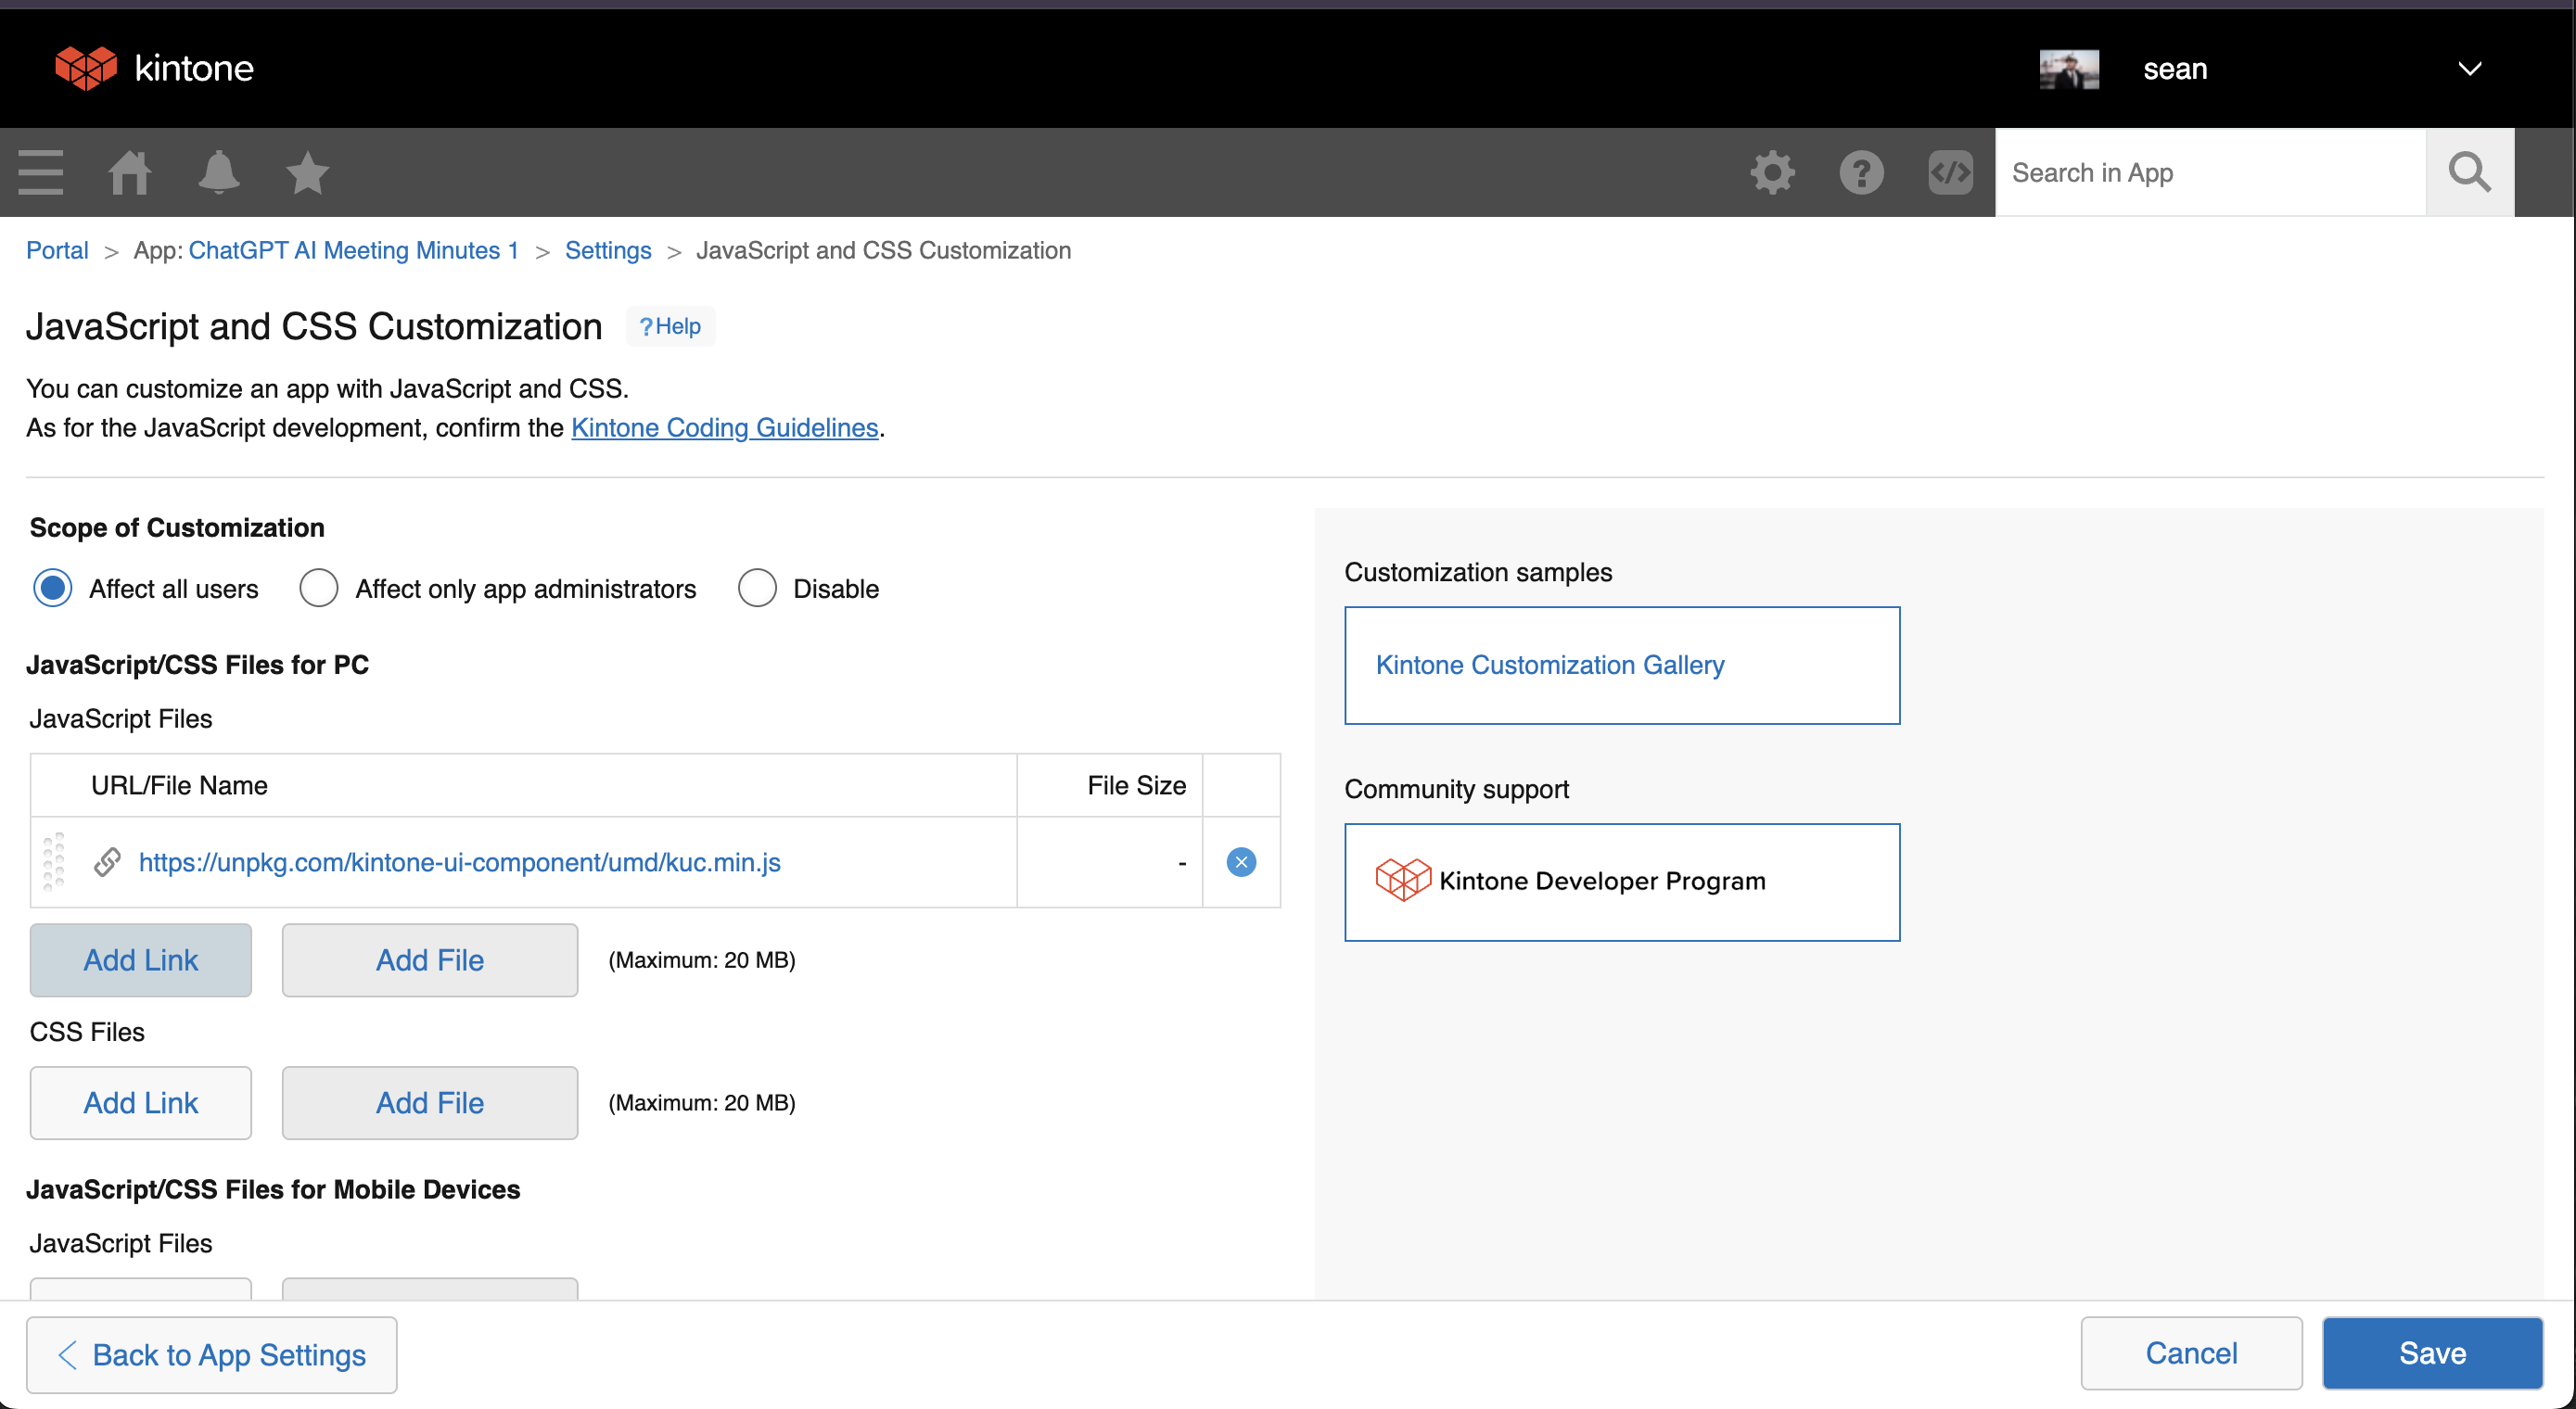 kintone
sean
Search in App
Portal > App: ChatGPT AI Meeting Minutes 1 > Settings > JavaScript and CSS Customization
JavaScript and CSS Customization ?Help
You can customize an app with JavaScript and CSS.
As for the JavaScript development, confirm the Kintone Coding Guidelines.
Scope of Customization
Affect all users Affect only app administrators Disable
JavaScript/CSS Files for PC
JavaScript Files
URL/File Name File Size
https://unpkg.com/kintone-ui-component/umd/kuc.min.js -
Add Link Add File (Maximum: 20 MB)
CSS Files
Add Link Add File (Maximum: 20 MB)
JavaScript/CSS Files for Mobile Devices
JavaScript Files
Customization samples
Kintone Customization Gallery
Community support
Kintone Developer Program
Back to App Settings
Cancel Save